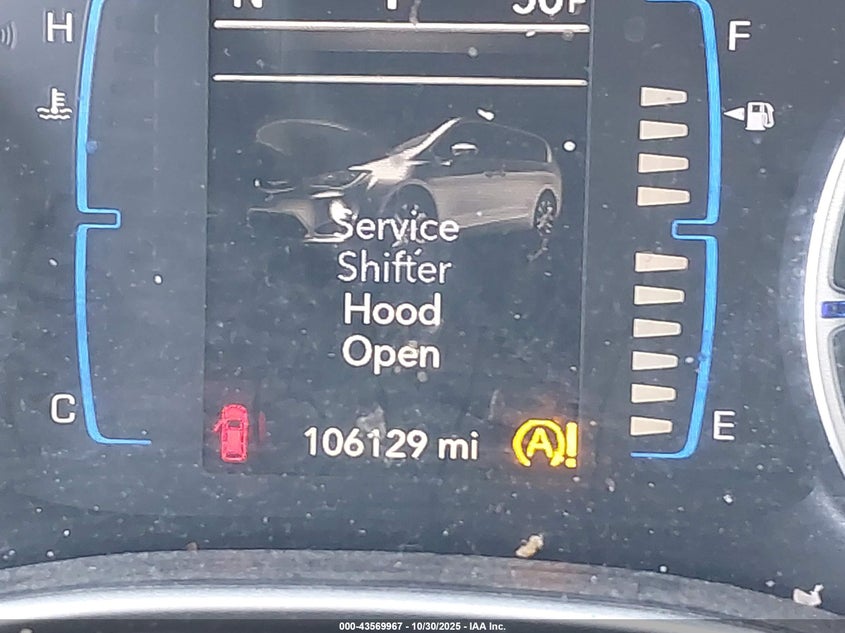 H
F
Service
Shifter
Hood
Open
C
106129 mi
A!
E
000-43569967 - 10/30/2025 - IAA Inc.